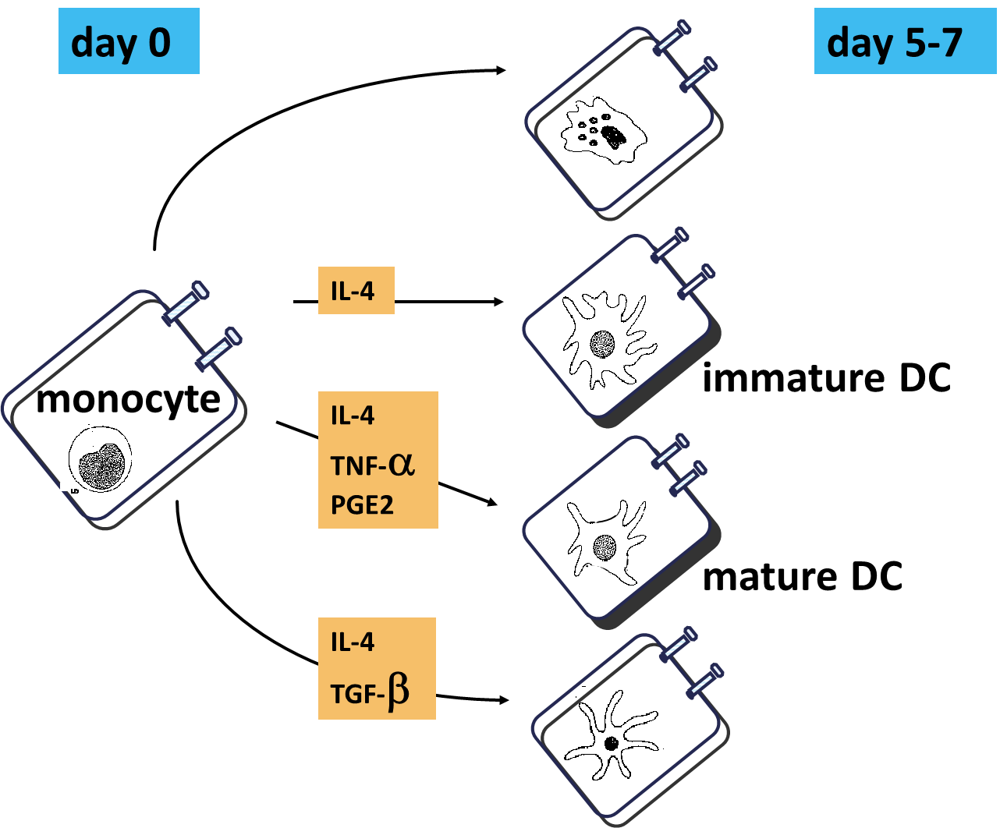 day 0
day 5-7
IL-4
immature DC
monocyte
IL-4
TNF-α
PGE2
mature DC
IL-4
TGF-β